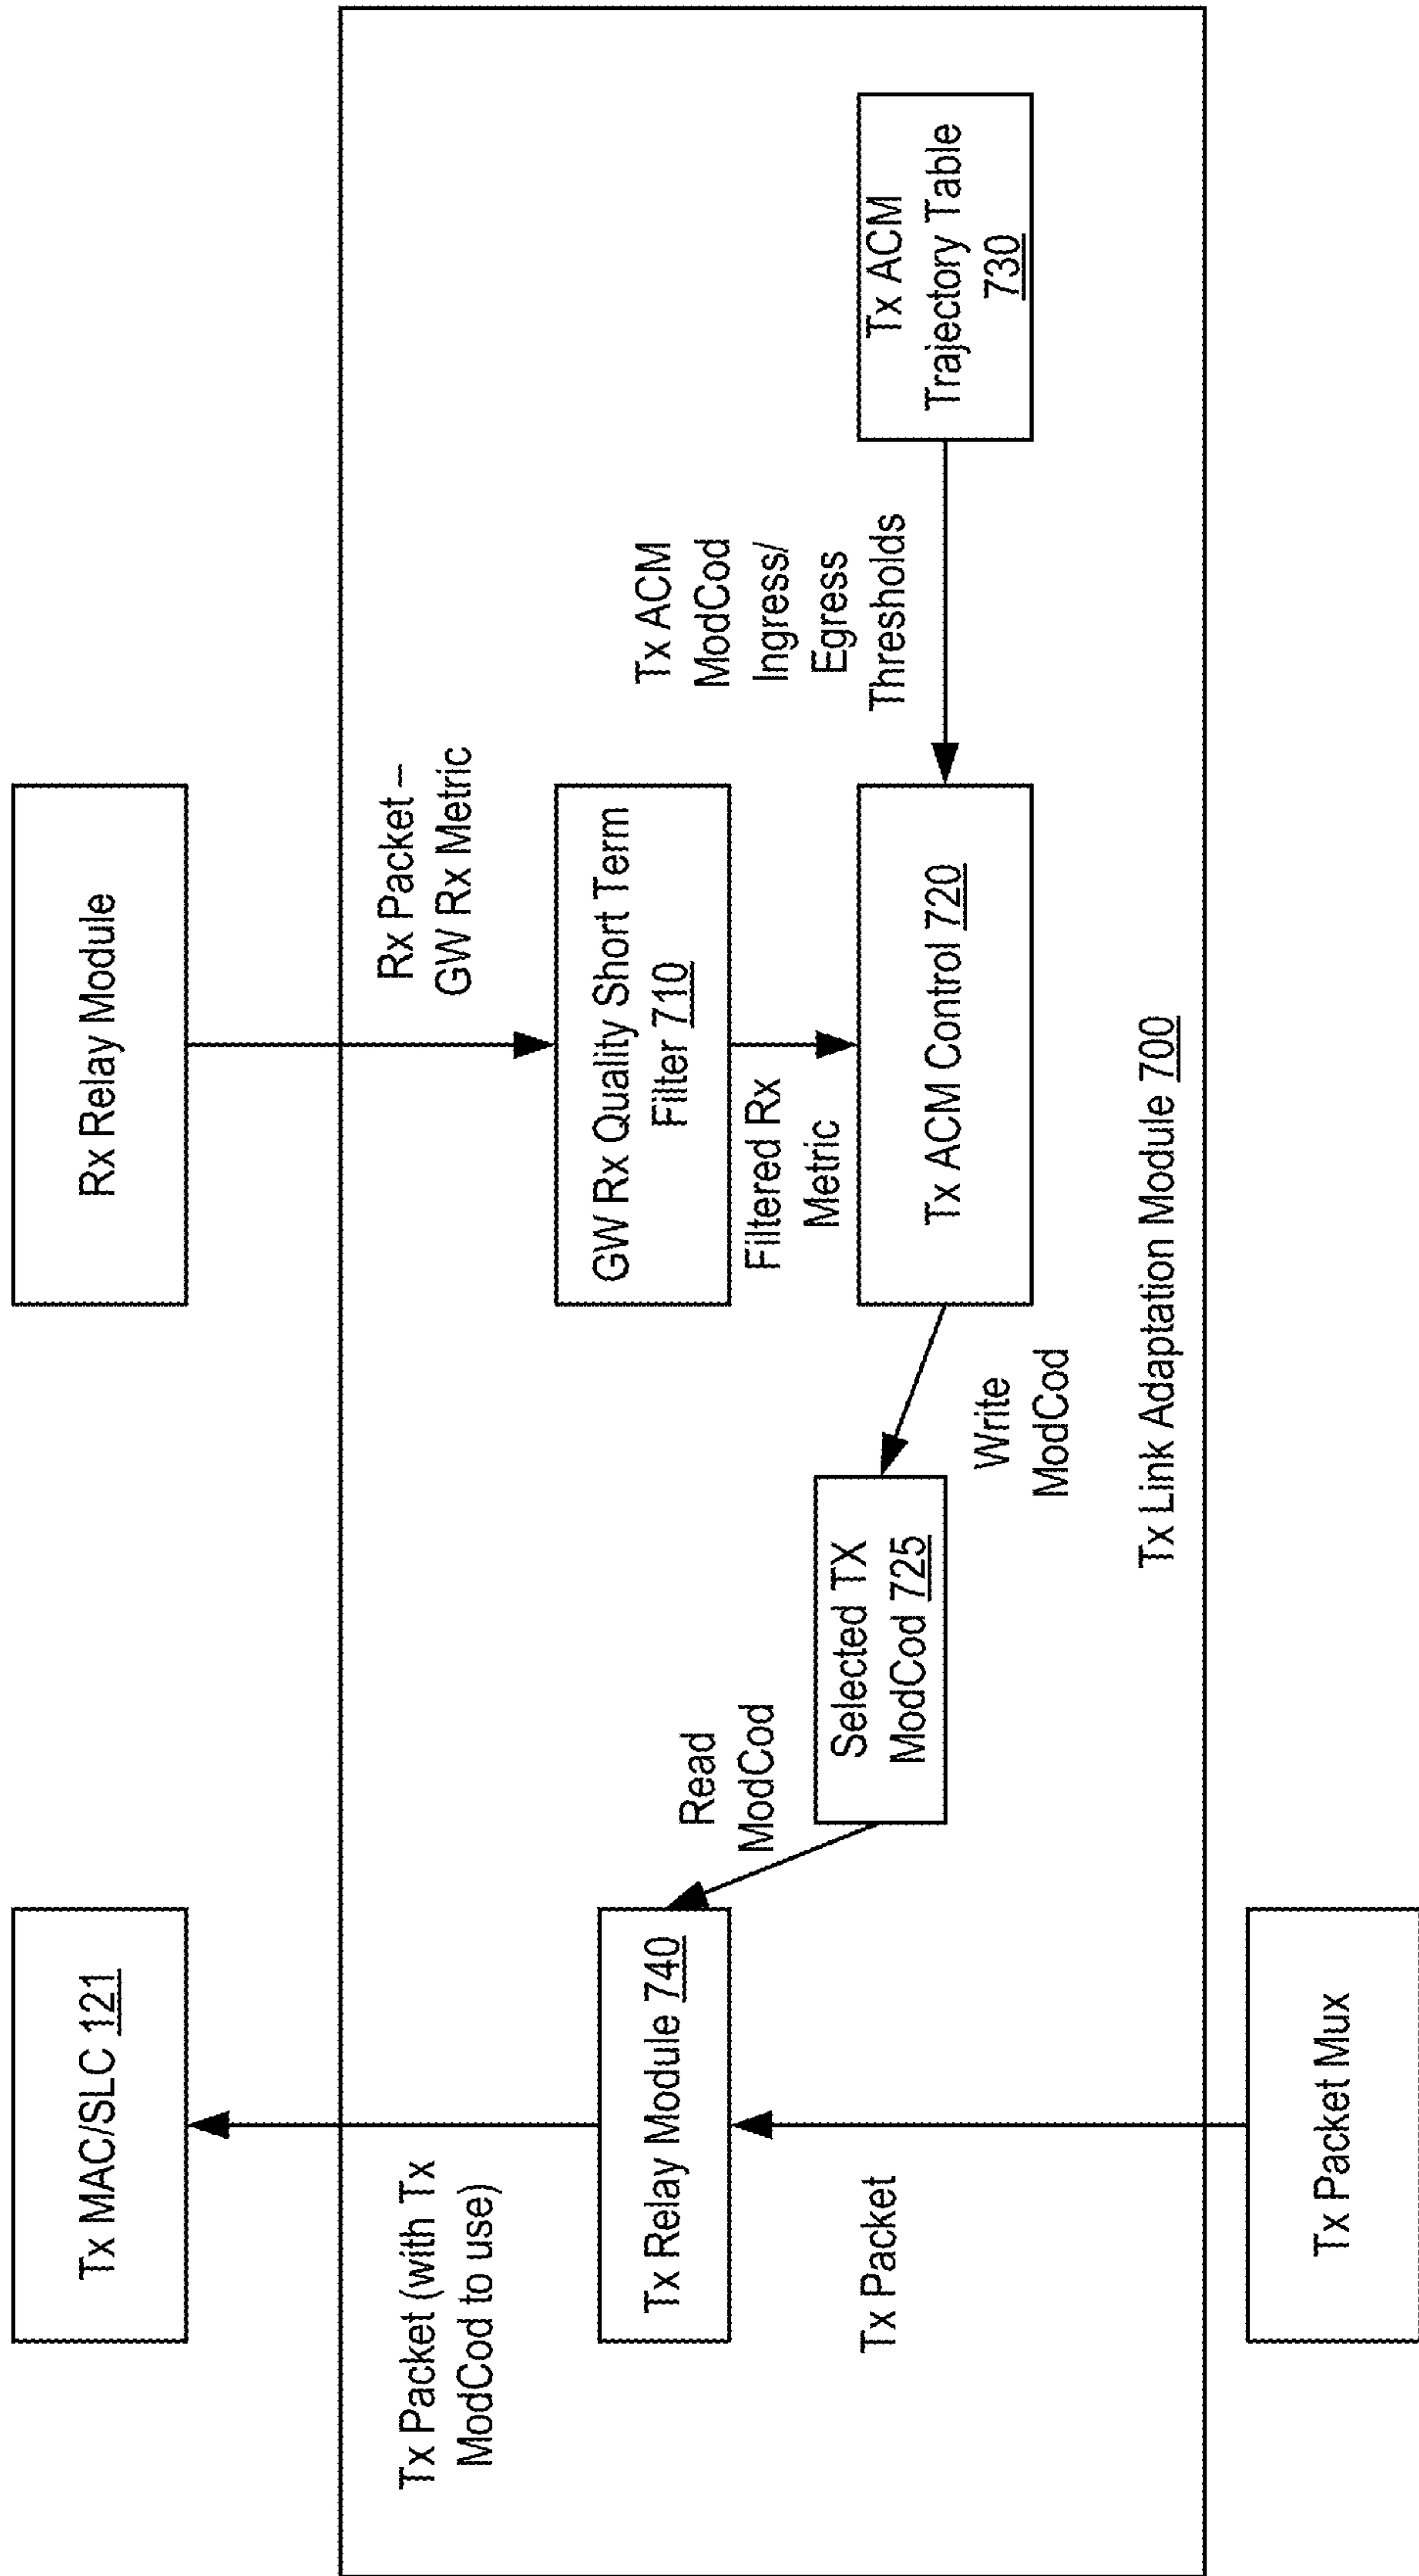 Tx MAC/SLC 121
Rx Relay Module
Tx Packet (with Tx
ModCod to use)
Rx Packet –
GW Rx Metric
Tx Relay Module 740
Read
ModCod
GW Rx Quality Short Term
Filter 710
Filtered Rx
Metric
Tx ACM
ModCod
Ingress/
Egress
Thresholds
Tx Packet
Selected TX
ModCod 725
Write
ModCod
Tx ACM Control 720
Tx ACM
Trajectory Table
730
Tx Link Adaptation Module 700
Tx Packet Mux